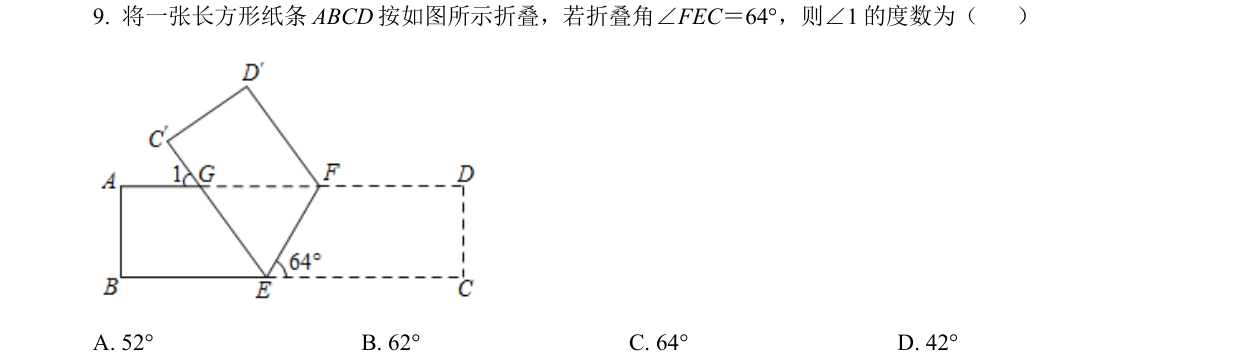 9. 将一张长方形纸条 ABCD 按如图所示折叠，若折叠角∠FEC＝64°，则∠1 的度数为（　　）
D'
C'
A 1 G F D
64°
B E C
A. 52° B. 62° C. 64° D. 42°